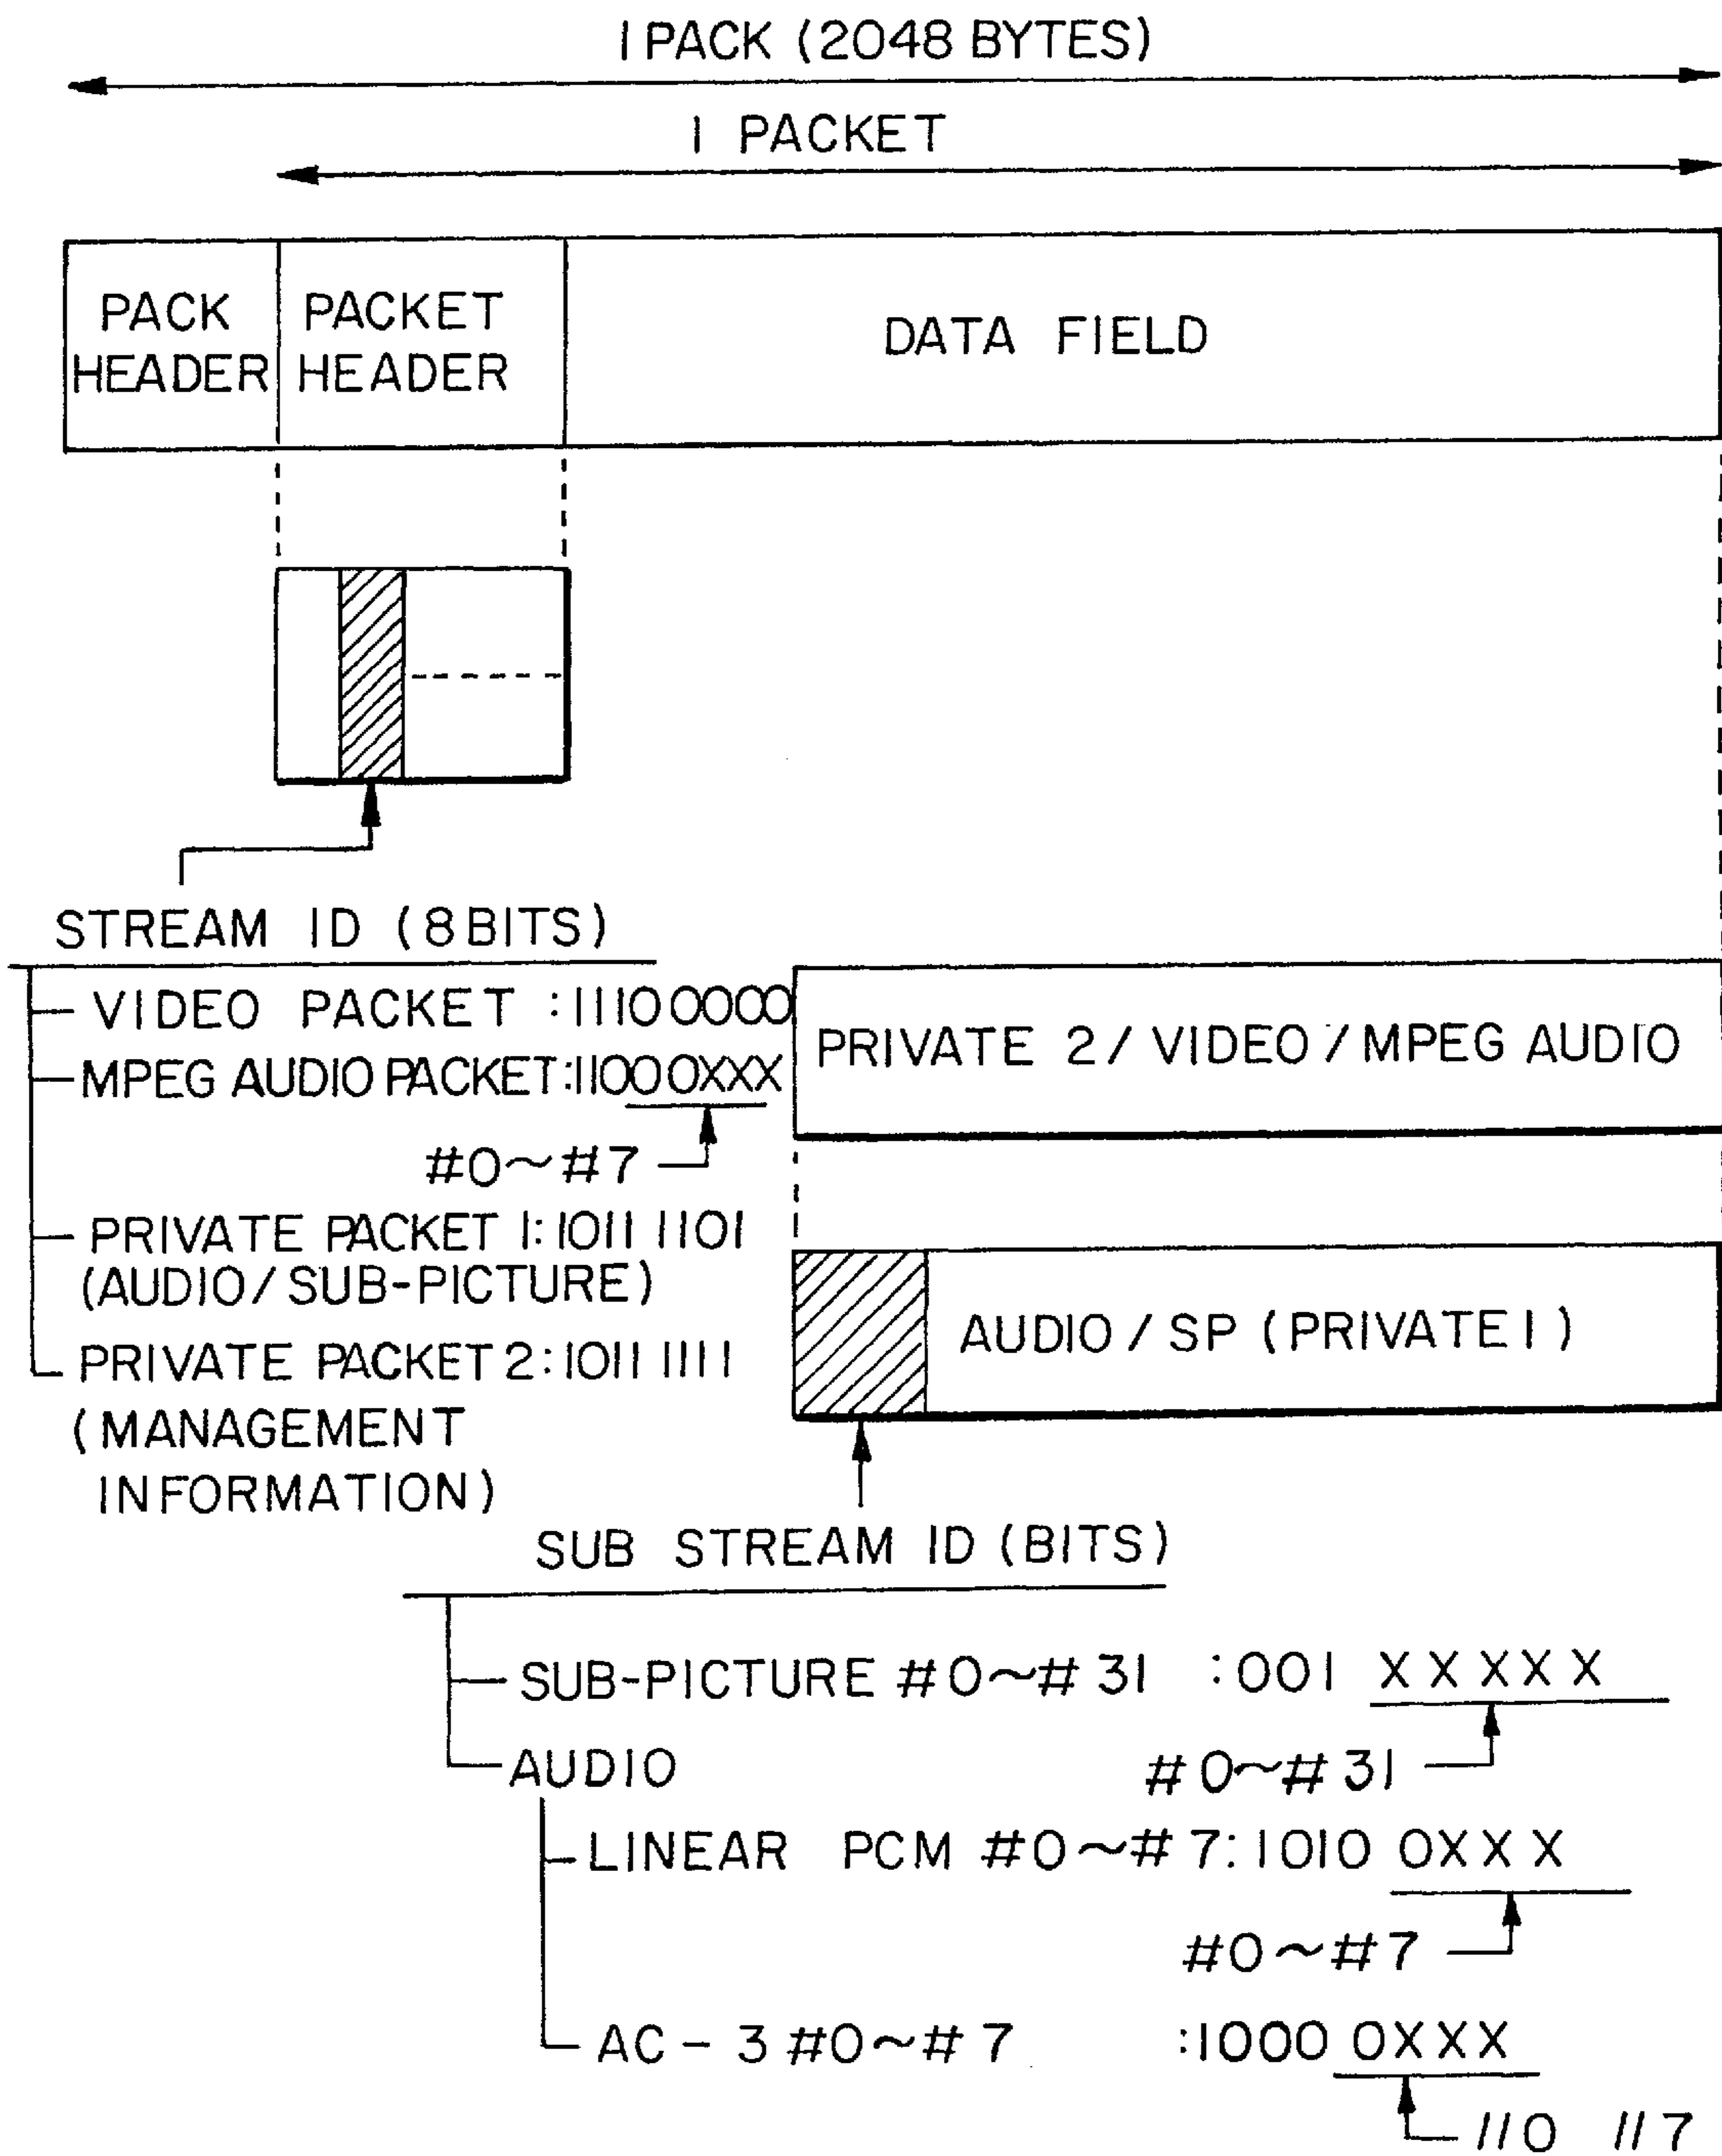 1 PACK (2048 BYTES)
1 PACKET
PACK HEADER
PACKET HEADER
DATA FIELD
STREAM ID (8 BITS)
VIDEO PACKET :1110 0000
MPEG AUDIO PACKET:1100 0XXX
#0~#7
PRIVATE PACKET 1:1011 1101
(AUDIO/SUB-PICTURE)
PRIVATE PACKET 2:1011 1111
(MANAGEMENT
INFORMATION)
PRIVATE 2/VIDEO/MPEG AUDIO
AUDIO/SP (PRIVATE 1)
SUB STREAM ID (BITS)
SUB-PICTURE #0~#31 :001 XXXXX
#0~#31
AUDIO
LINEAR PCM #0~#7:1010 0XXX
#0~#7
AC-3 #0~#7 :1000 0XXX
//0 //7